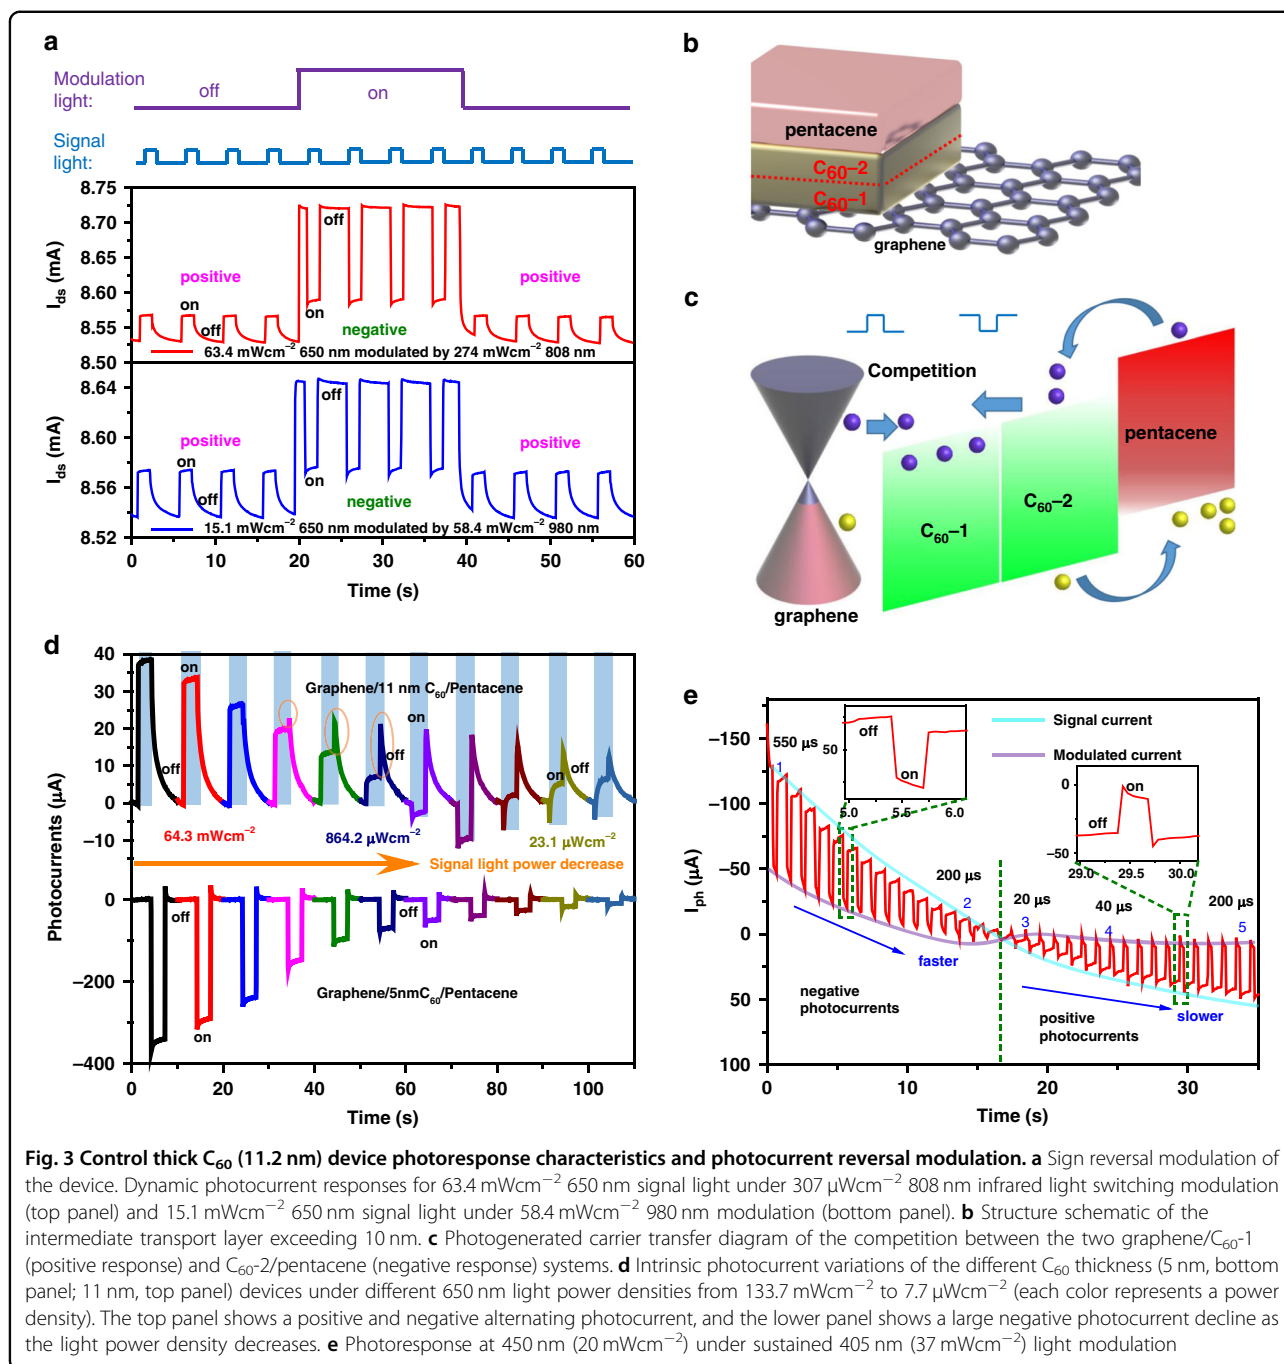 a
Modulation
light:
off
on
Signal
light:
8.75
8.70
8.65
8.60
8.55
8.50
I_ds (mA)
off
positive
positive
on
off
on
negative
63.4 mWcm⁻² 650 nm modulated by 274 mWcm⁻² 808 nm
8.64
8.60
8.56
8.52
I_ds (mA)
off
positive
positive
on
off
on
negative
15.1 mWcm⁻² 650 nm modulated by 58.4 mWcm⁻² 980 nm
0 10 20 30 40 50 60
Time (s)
b
pentacene
C₆₀–2
C₆₀–1
graphene
c
Competition
pentacene
C₆₀–2
C₆₀–1
graphene
d
40
30
20
10
0
–10
0
–200
–400
Photocurrents (µA)
on
Graphene/11 nm C₆₀/Pentacene
on
off
off
on
off
64.3 mWcm⁻²
864.2 µWcm⁻²
23.1 µWcm⁻²
Signal light power decrease
off
off
on
on
Graphene/5nmC₆₀/Pentacene
0 20 40 60 80 100
Time (s)
e
–150
–100
–50
0
50
100
I_ph (µA)
550 µs
1
off
50
on
5.0 5.5 6.0
Signal current
Modulated current
0
on
off
–50
29.0 29.5 30.0
200 µs
2
20 µs
3
40 µs
4
200 µs
5
faster
negative
photocurrents
positive
photocurrents
slower
0 10 20 30
Time (s)
Fig. 3 Control thick C₆₀ (11.2 nm) device photoresponse characteristics and photocurrent reversal modulation. a Sign reversal modulation of
the device. Dynamic photocurrent responses for 63.4 mWcm⁻² 650 nm signal light under 307 µWcm⁻² 808 nm infrared light switching modulation
(top panel) and 15.1 mWcm⁻² 650 nm signal light under 58.4 mWcm⁻² 980 nm modulation (bottom panel). b Structure schematic of the
intermediate transport layer exceeding 10 nm. c Photogenerated carrier transfer diagram of the competition between the two graphene/C₆₀-1
(positive response) and C₆₀-2/pentacene (negative response) systems. d Intrinsic photocurrent variations of the different C₆₀ thickness (5 nm, bottom
panel; 11 nm, top panel) devices under different 650 nm light power densities from 133.7 mWcm⁻² to 7.7 µWcm⁻² (each color represents a power
density). The top panel shows a positive and negative alternating photocurrent, and the lower panel shows a large negative photocurrent decline as
the light power density decreases. e Photoresponse at 450 nm (20 mWcm⁻²) under sustained 405 nm (37 mWcm⁻²) light modulation